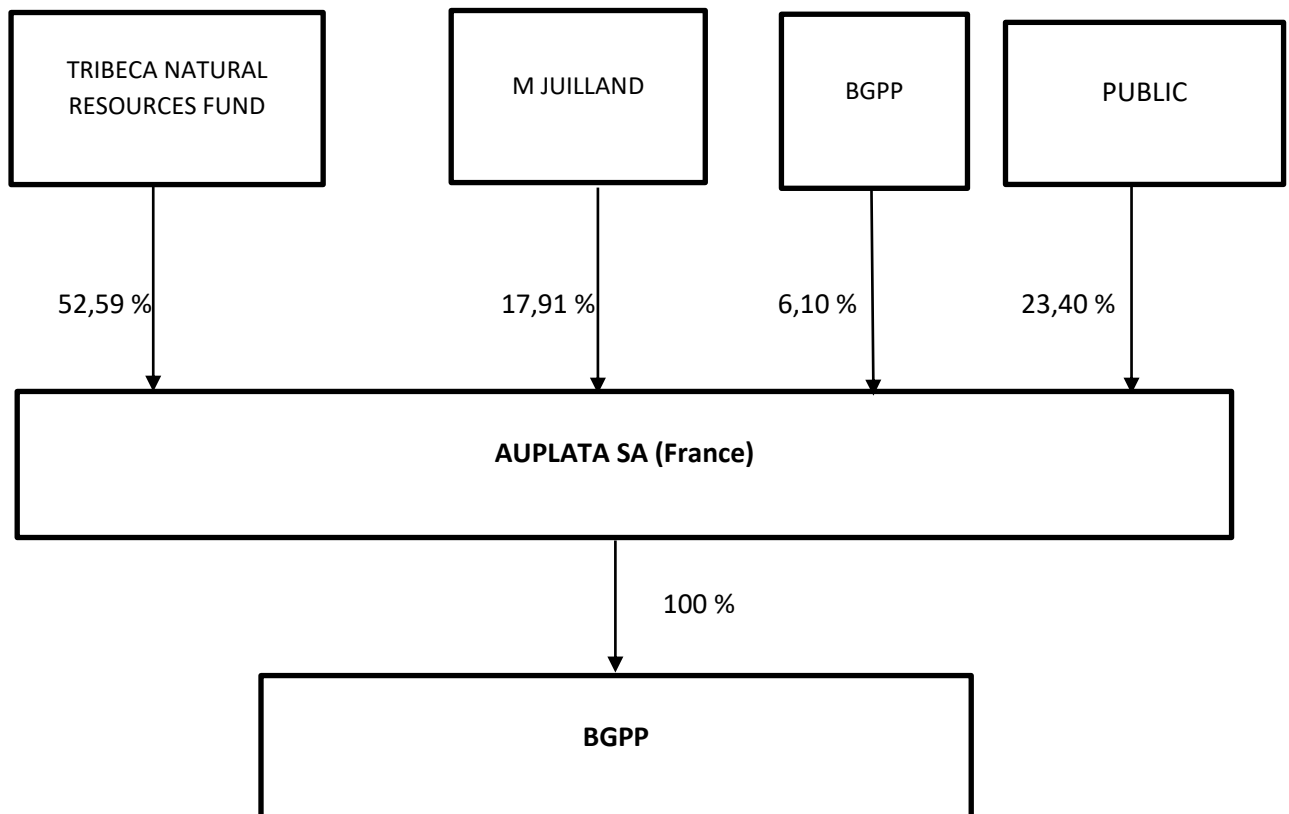 TRIBECA NATURAL
RESOURCES FUND
M JUILLAND
BGPP
PUBLIC
52,59 %
17,91 %
6,10 %
23,40 %
AUPLATA SA (France)
100 %
BGPP